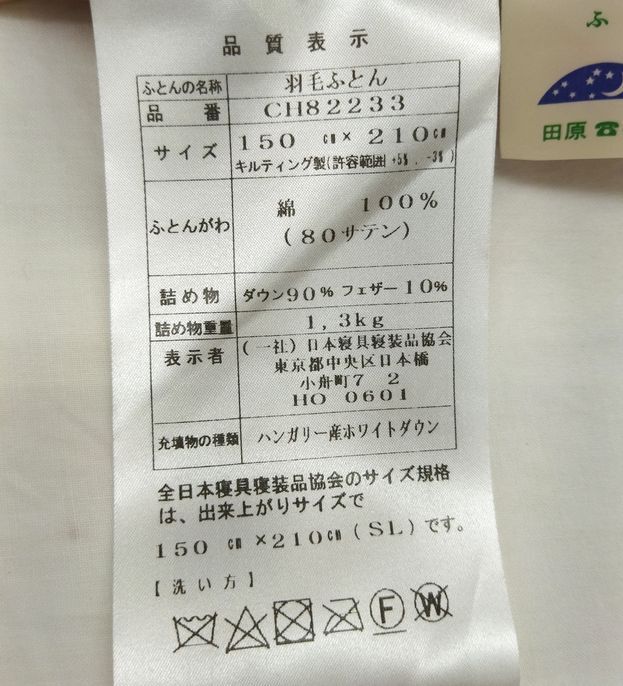 品質表示
ふとんの名称 羽毛ふとん
品番 CH82233
サイズ 150㎝×210㎝
キルティング製(許容範囲 +5%, -3%)
ふとんがわ 綿 100%
(80サテン)
詰め物 ダウン90% フェザー10%
詰め物重量 1,3kg
表示者 (一社)日本寝具寝装品協会
東京都中央区日本橋
小舟町7 2
HO 0601
充填物の種類 ハンガリー産ホワイトダウン
全日本寝具寝装品協会のサイズ規格
は、出来上がりサイズで
150㎝×210㎝(SL)です。
【洗い方】
F W
ふ
田原☎